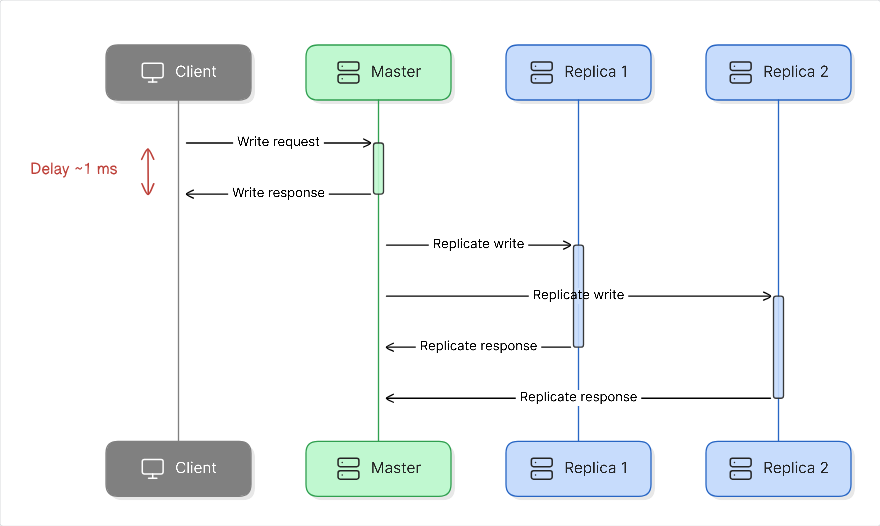 Client
Master
Replica 1
Replica 2
Write request
Delay ~1 ms
Write response
Replicate write
Replicate write
Replicate response
Replicate response
Client
Master
Replica 1
Replica 2